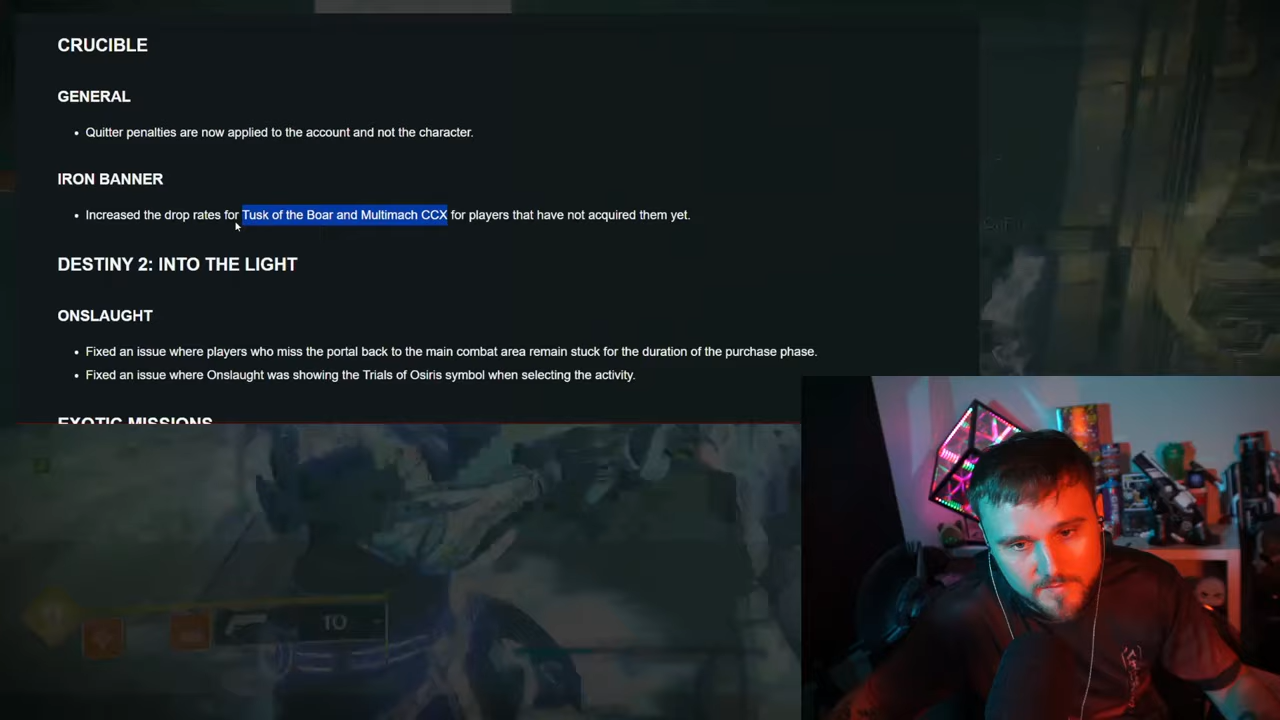 CRUCIBLE
GENERAL
• Quitter penalties are now applied to the account and not the character.
IRON BANNER
• Increased the drop rates for Tusk of the Boar and Multimach CCX for players that have not acquired them yet.
DESTINY 2: INTO THE LIGHT
ONSLAUGHT
• Fixed an issue where players who miss the portal back to the main combat area remain stuck for the duration of the purchase phase.
• Fixed an issue where Onslaught was showing the Trials of Osiris symbol when selecting the activity.
EXOTIC MISSIONS